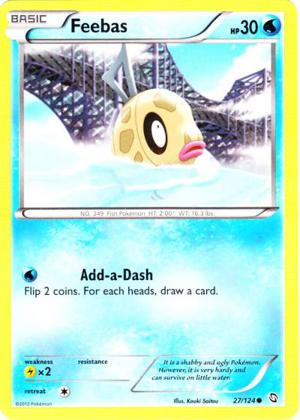 BASIC
Feebas HP30
NO. 349 Fish Pokémon HT: 2'00" WT: 16.3 lbs.
Add-a-Dash
Flip 2 coins. For each heads, draw a card.
weakness resistance
×2
retreat
It is a shabby and ugly Pokémon.
However, it is very hardy and
can survive on little water.
©2012 Pokémon
Illus. Kouki Saitou 27/124